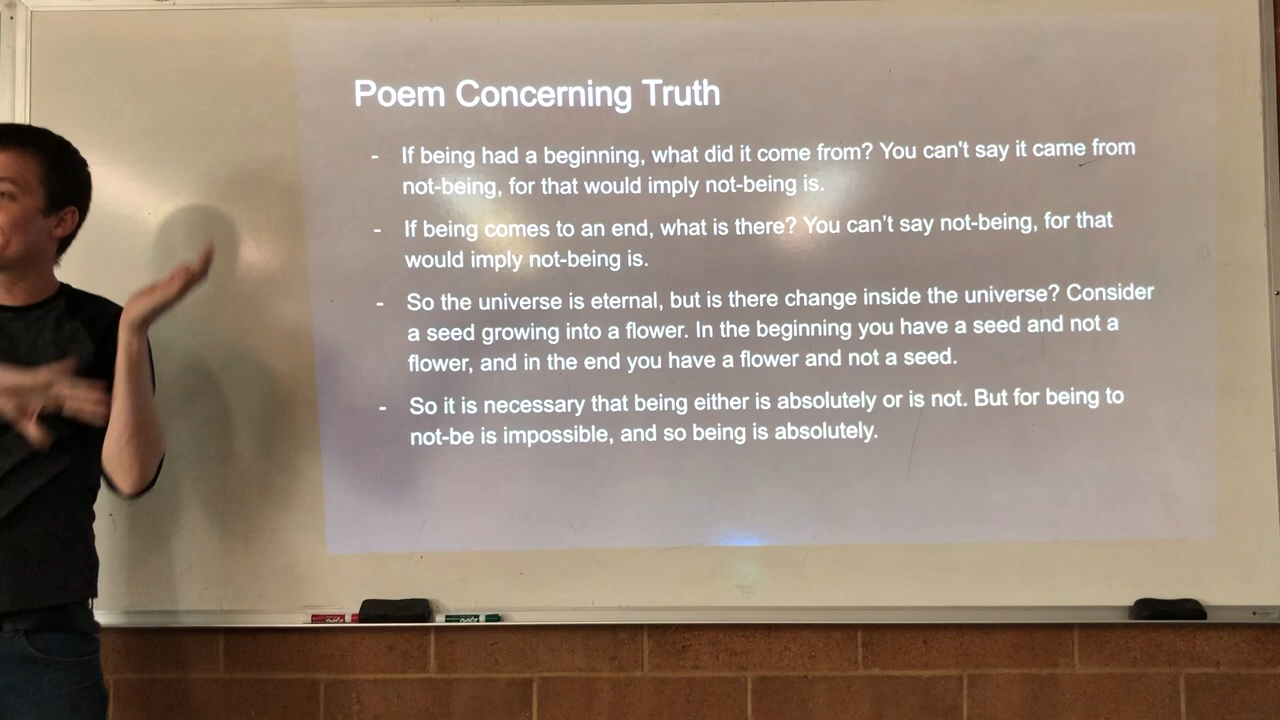 Poem Concerning Truth
- If being had a beginning, what did it come from? You can't say it came from
not-being, for that would imply not-being is.
- If being comes to an end, what is there? You can’t say not-being, for that
would imply not-being is.
- So the universe is eternal, but is there change inside the universe? Consider
a seed growing into a flower. In the beginning you have a seed and not a
flower, and in the end you have a flower and not a seed.
- So it is necessary that being either is absolutely or is not. But for being to
not-be is impossible, and so being is absolutely.